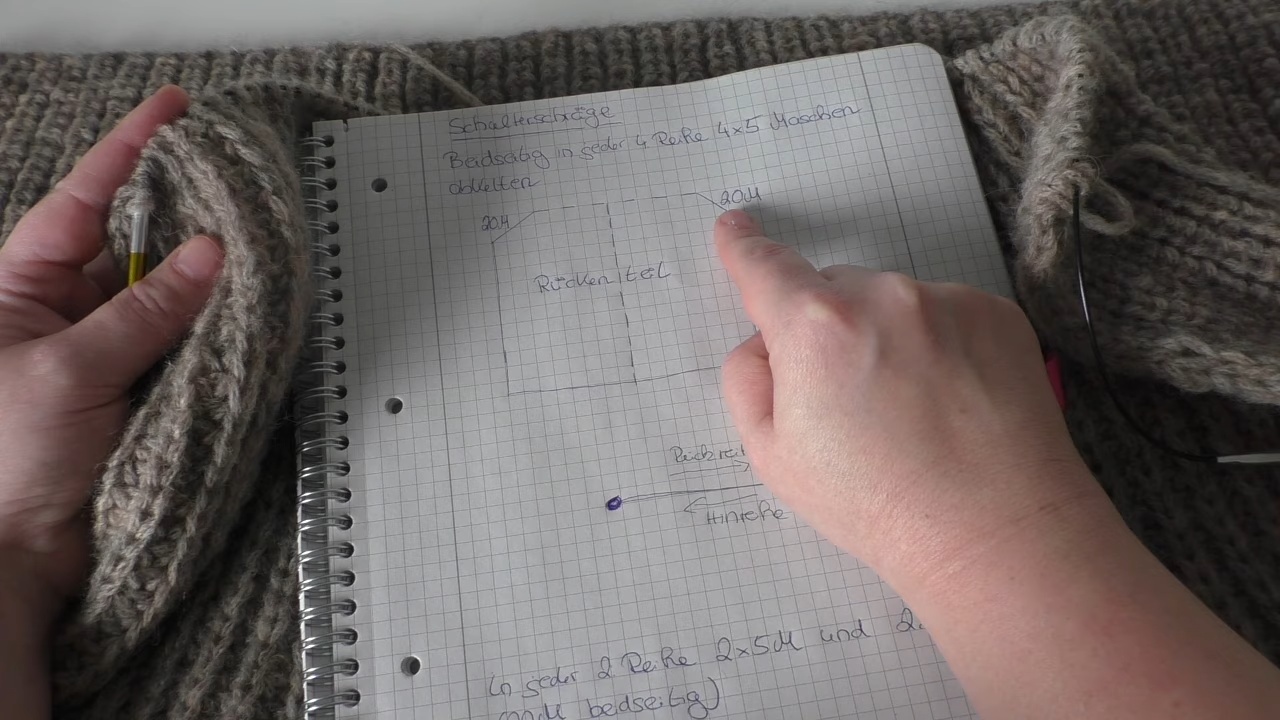 Schulterschräge
Beidseitig in jeder 4 Reihe 4x5 Maschen
abketten
20M
20M
Rückenteil
Hinreihe
in jeder 2 Reihe 2x5M und 2
beidseitig)